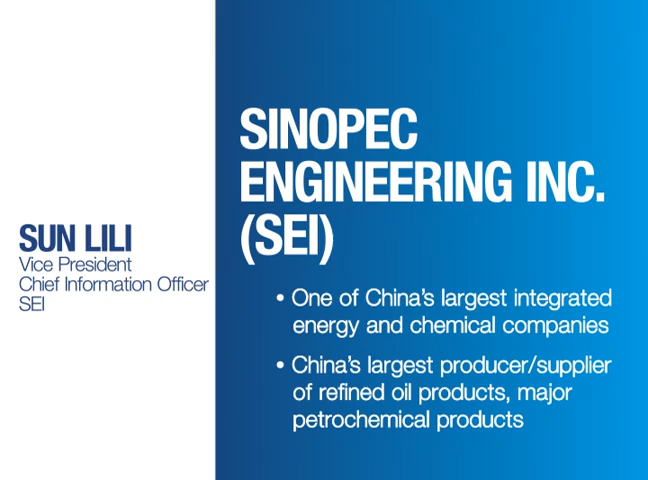 SUN LILI
Vice President
Chief Information Officer
SEI
SINOPEC
ENGINEERING INC.
(SEI)
• One of China's largest integrated
energy and chemical companies
• China's largest producer/supplier
of refined oil products, major
petrochemical products